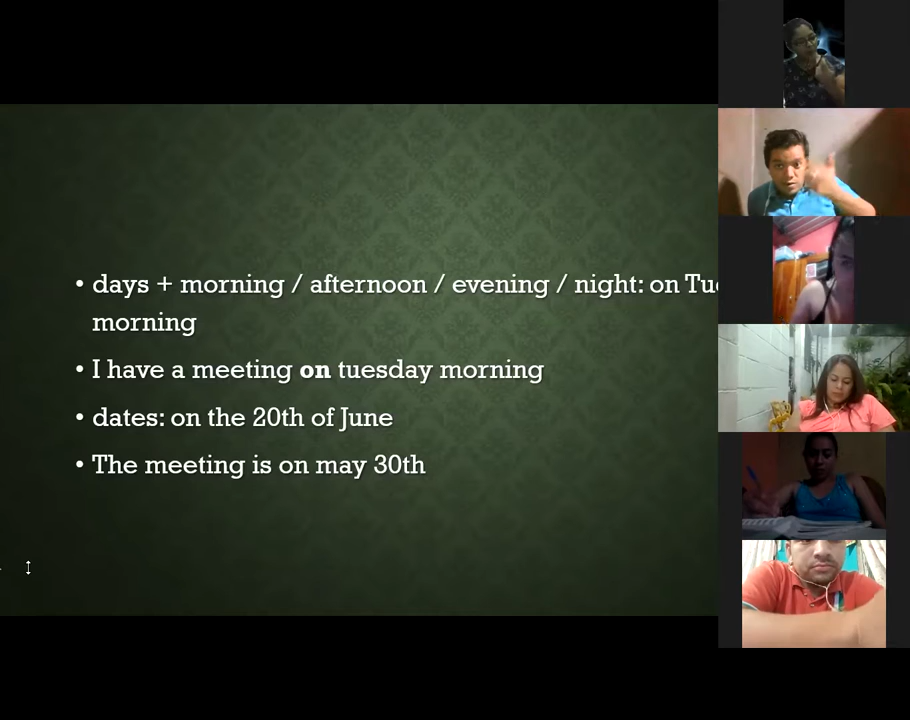 • days + morning / afternoon / evening / night: on
morning
• I have a meeting on tuesday morning
• dates: on the 20th of June
• The meeting is on may 30th